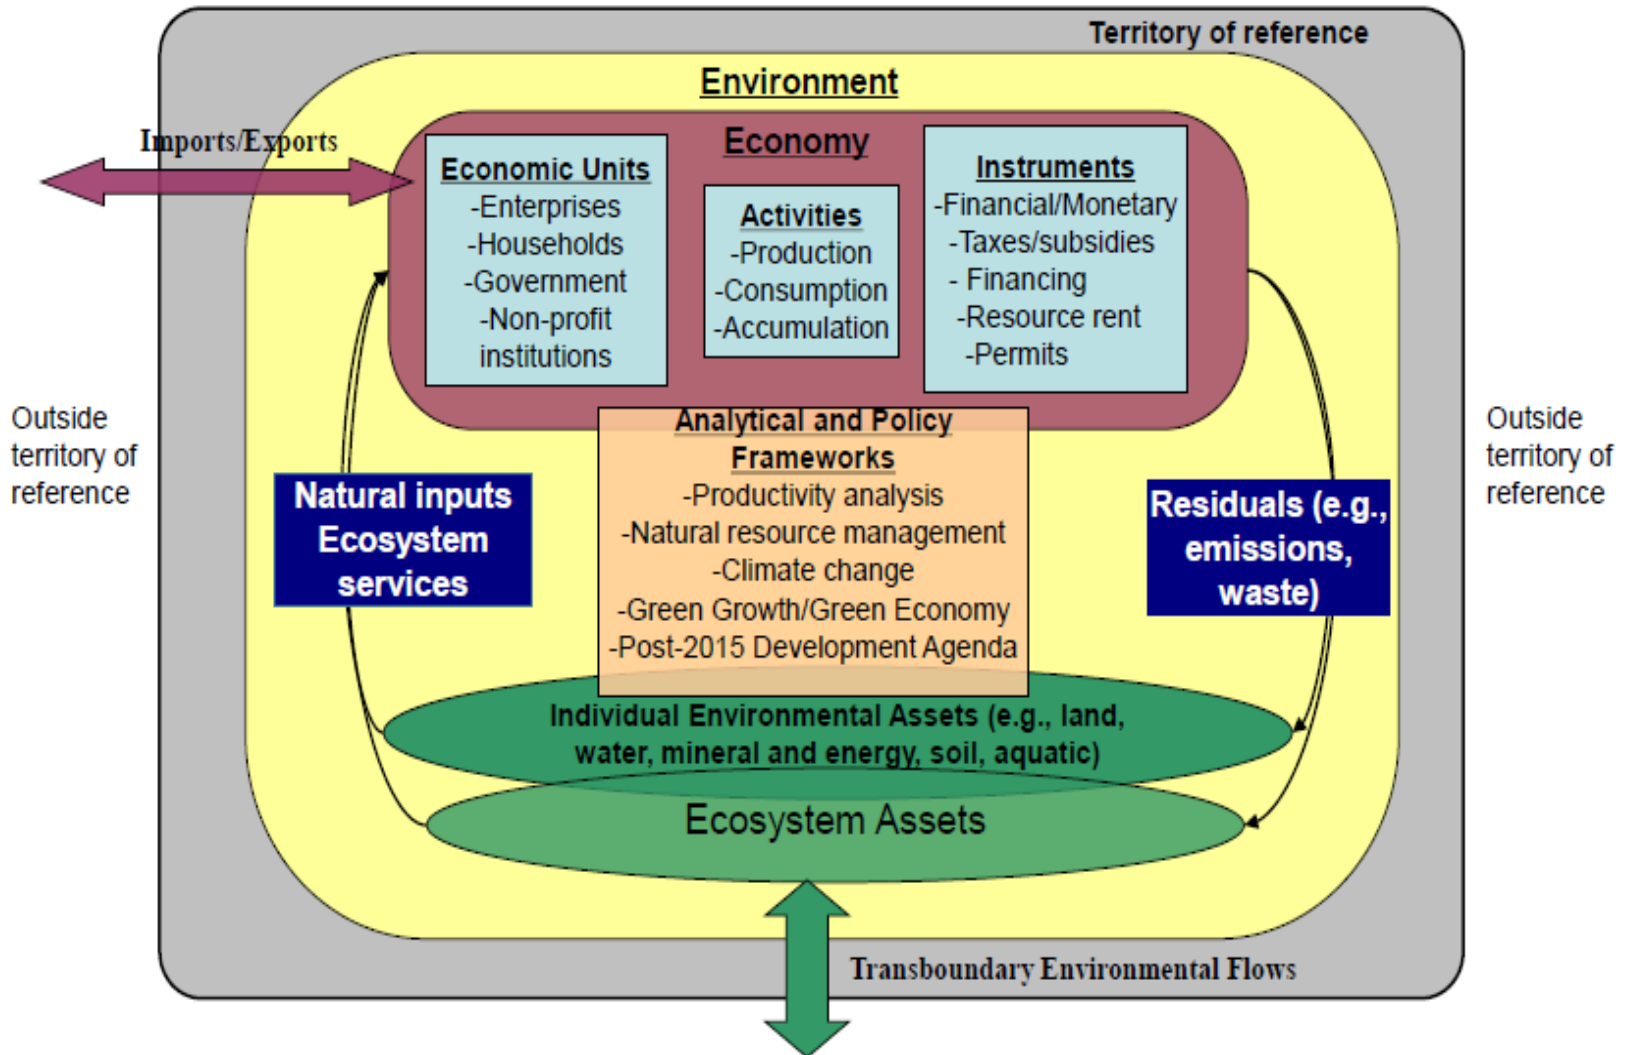 Territory of reference
Environment
Imports/Exports
Economy
Economic Units
-Enterprises
-Households
-Government
-Non-profit
institutions
Activities
-Production
-Consumption
-Accumulation
Instruments
-Financial/Monetary
-Taxes/subsidies
- Financing
-Resource rent
-Permits
Outside
territory of
reference
Analytical and Policy
Frameworks
-Productivity analysis
-Natural resource management
-Climate change
-Green Growth/Green Economy
-Post-2015 Development Agenda
Natural inputs
Ecosystem
services
Residuals (e.g.,
emissions,
waste)
Outside
territory of
reference
Individual Environmental Assets (e.g., land,
water, mineral and energy, soil, aquatic)
Ecosystem Assets
Transboundary Environmental Flows